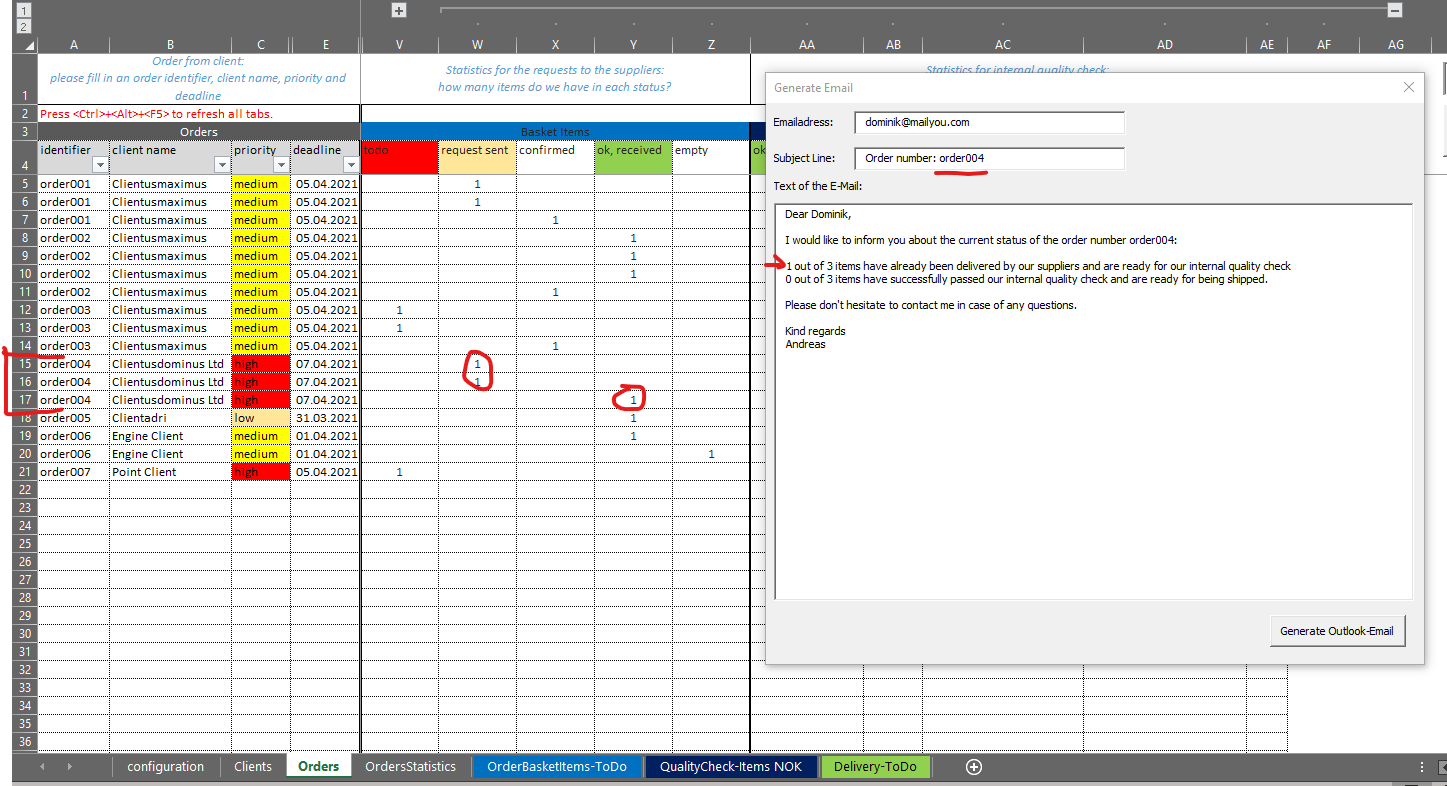 1
2
+
−
A B C E V W X Y Z AA AB AC AD AE AF AG
1 Order from client: please fill in an order identifier, client name, priority and deadline
Statistics for the requests to the suppliers: how many items do we have in each status?
Statistics for internal quality check:
2 Press <Ctrl>+<Alt>+<F5> to refresh all tabs.
3 Orders Basket Items
4 identifier client name priority deadline todo request sent confirmed ok, received empty ok
5 order001 Clientusmaximus medium 05.04.2021 1
6 order001 Clientusmaximus medium 05.04.2021 1
7 order001 Clientusmaximus medium 05.04.2021 1
8 order002 Clientusmaximus medium 05.04.2021 1
9 order002 Clientusmaximus medium 05.04.2021 1
10 order002 Clientusmaximus medium 05.04.2021 1
11 order002 Clientusmaximus medium 05.04.2021 1
12 order003 Clientusmaximus medium 05.04.2021 1
13 order003 Clientusmaximus medium 05.04.2021 1
14 order003 Clientusmaximus medium 05.04.2021 1
15 order004 Clientusdominus Ltd high 07.04.2021 1
16 order004 Clientusdominus Ltd high 07.04.2021 1
17 order004 Clientusdominus Ltd high 07.04.2021 1
18 order005 Clientadri low 31.03.2021 1
19 order006 Engine Client medium 01.04.2021 1
20 order006 Engine Client medium 01.04.2021 1
21 order007 Point Client high 05.04.2021 1
22
23
24
25
26
27
28
29
30
31
32
33
34
35
36
Generate Email
Emailadress: dominik@mailyou.com
Subject Line: Order number: order004
Text of the E-Mail:
Dear Dominik,
I would like to inform you about the current status of the order number order004:
1 out of 3 items have already been delivered by our suppliers and are ready for our internal quality check
0 out of 3 items have successfully passed our internal quality check and are ready for being shipped.
Please don't hesitate to contact me in case of any questions.
Kind regards
Andreas
Generate Outlook-Email
configuration Clients Orders OrdersStatistics OrderBasketItems-ToDo QualityCheck-Items NOK Delivery-ToDo